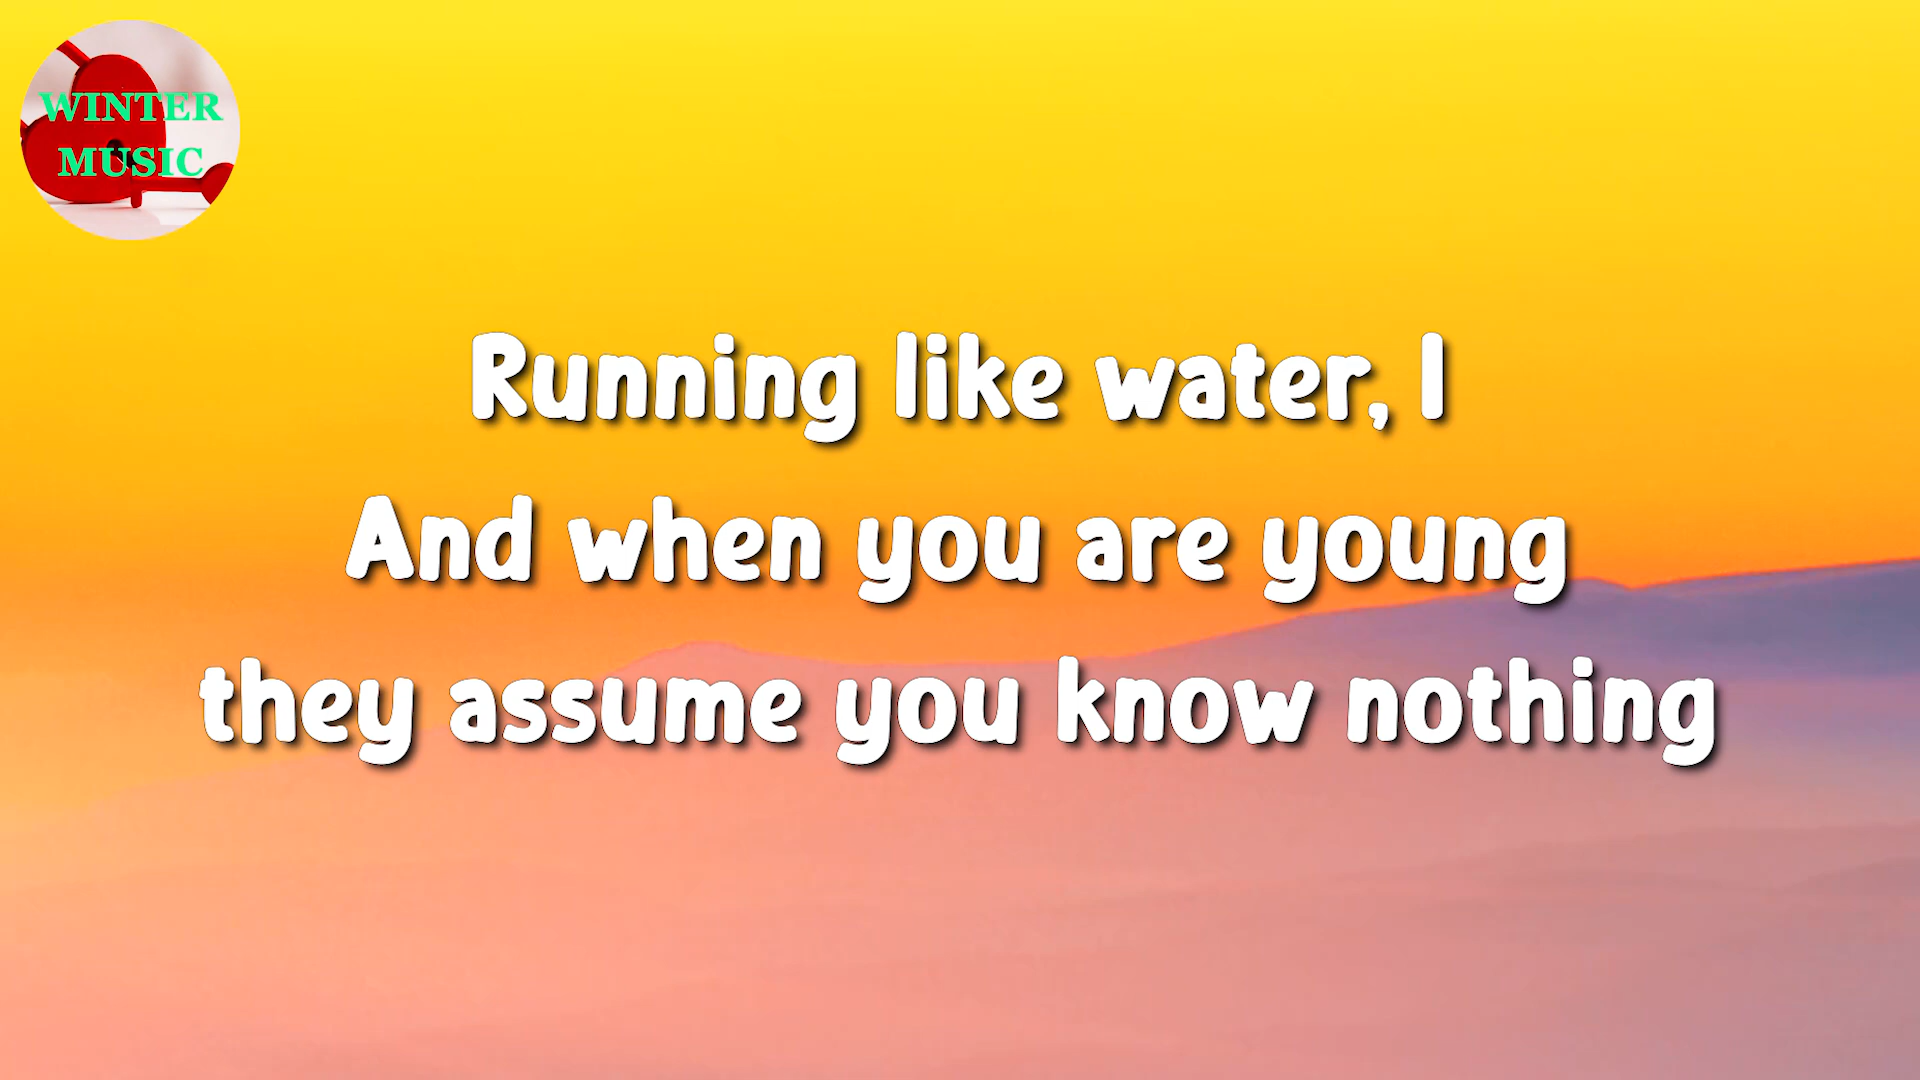 WINTER
MUSIC
Running like water, I
And when you are young
they assume you know nothing